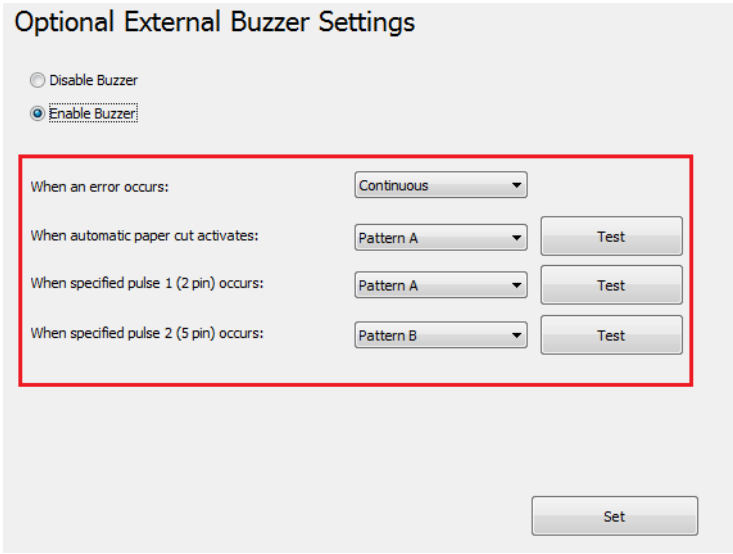 Optional External Buzzer Settings
Disable Buzzer
Enable Buzzer
When an error occurs: Continuous
When automatic paper cut activates: Pattern A Test
When specified pulse 1 (2 pin) occurs: Pattern A Test
When specified pulse 2 (5 pin) occurs: Pattern B Test
Set